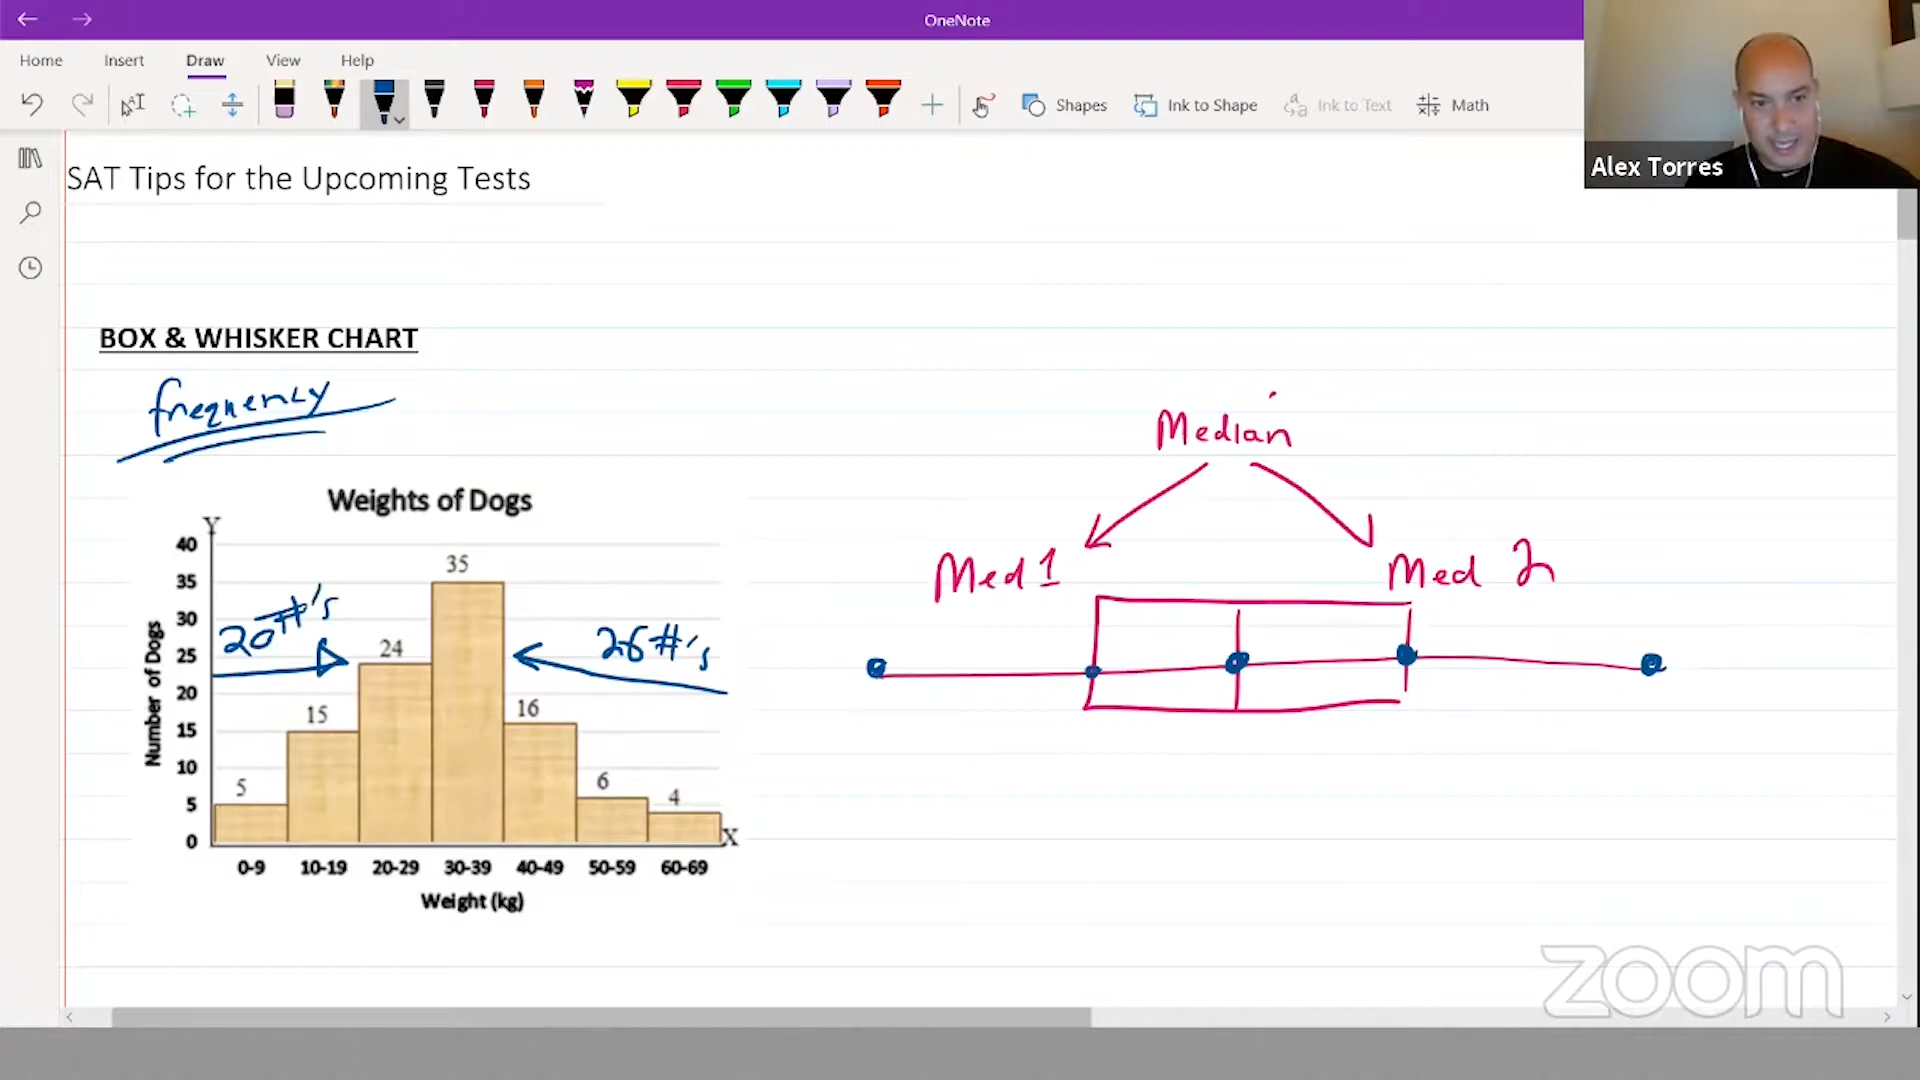 OneNote
Home Insert Draw View Help
Shapes Ink to Shape Ink to Text Math
Alex Torres
SAT Tips for the Upcoming Tests
BOX & WHISKER CHART
frequency
Median
Med 1 Med 2
Weights of Dogs
Y
40
35
30
25
20
15
10
5
0
Number of Dogs
20#'s
26#'s
5 15 24 35 16 6 4
X
0-9 10-19 20-29 30-39 40-49 50-59 60-69
Weight (kg)
zoom